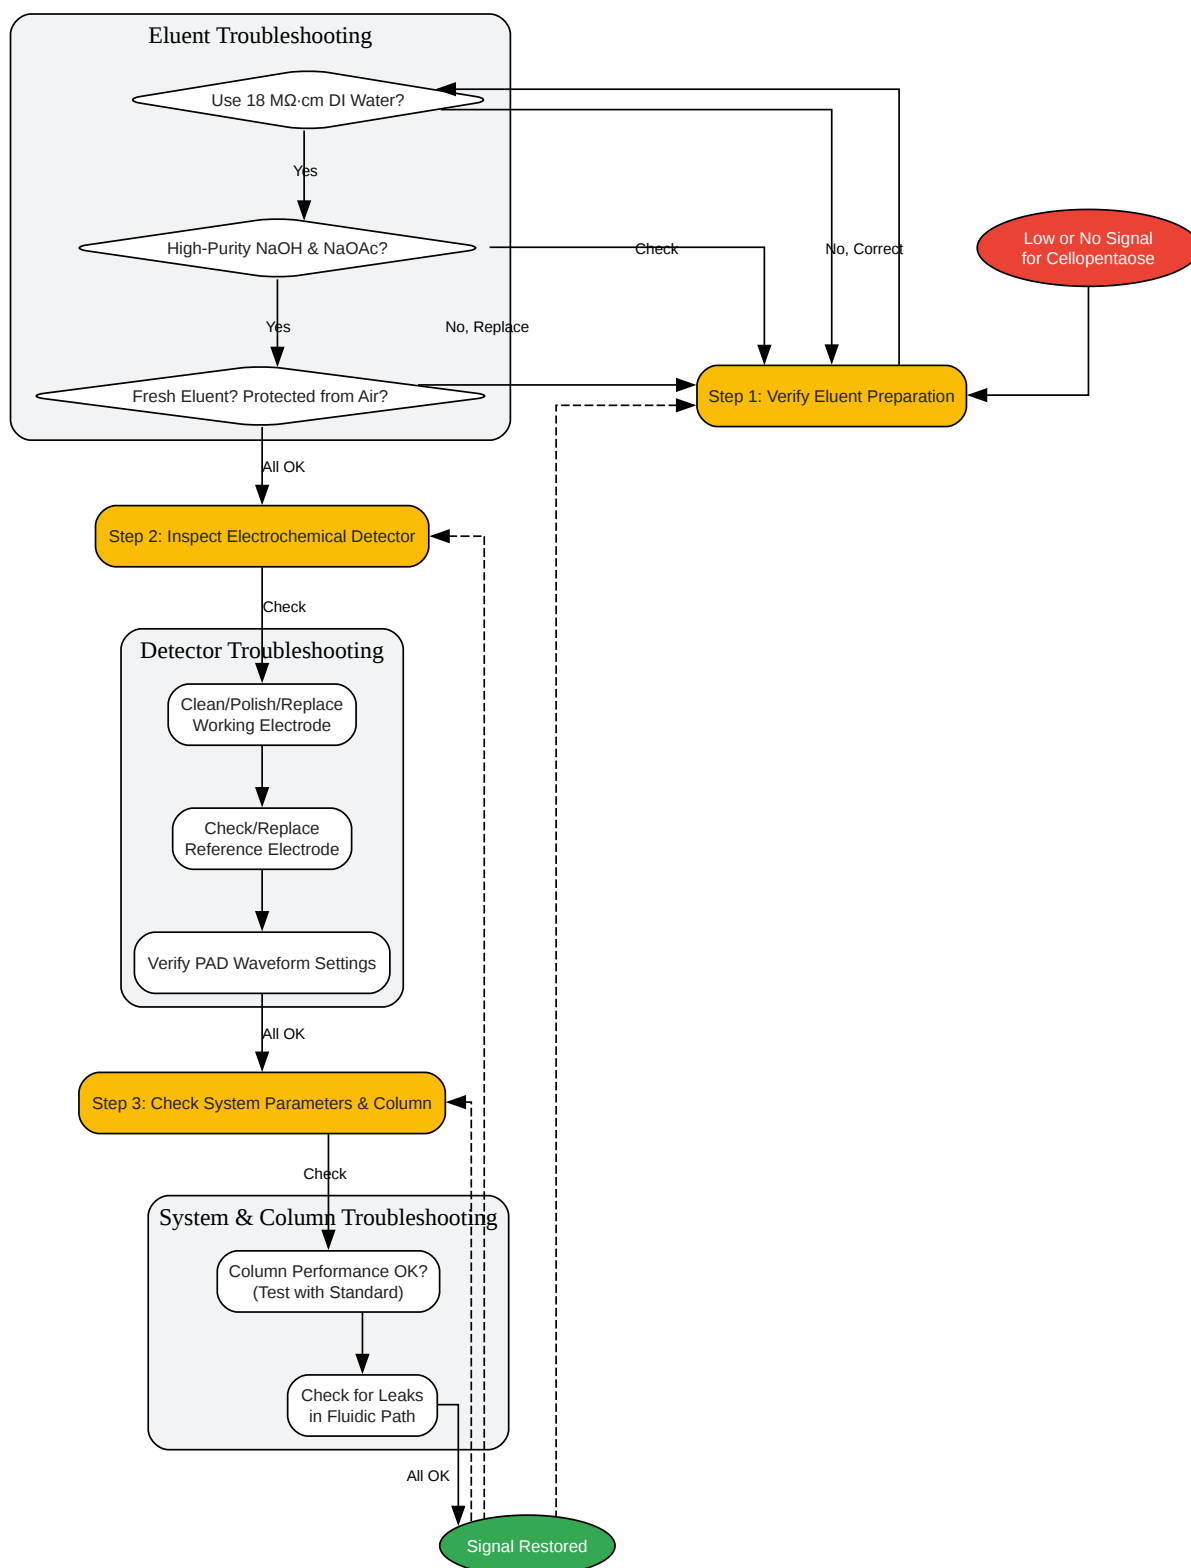 Eluent Troubleshooting
Use 18 MΩ·cm DI Water?
Yes
High-Purity NaOH & NaOAc?
Check
No, Correct
Low or No Signal
for Cellopentaose
Yes
No, Replace
Fresh Eluent? Protected from Air?
Step 1: Verify Eluent Preparation
All OK
Step 2: Inspect Electrochemical Detector
Check
Detector Troubleshooting
Clean/Polish/Replace
Working Electrode
Check/Replace
Reference Electrode
Verify PAD Waveform Settings
All OK
Step 3: Check System Parameters & Column
Check
System & Column Troubleshooting
Column Performance OK?
(Test with Standard)
Check for Leaks
in Fluidic Path
All OK
Signal Restored